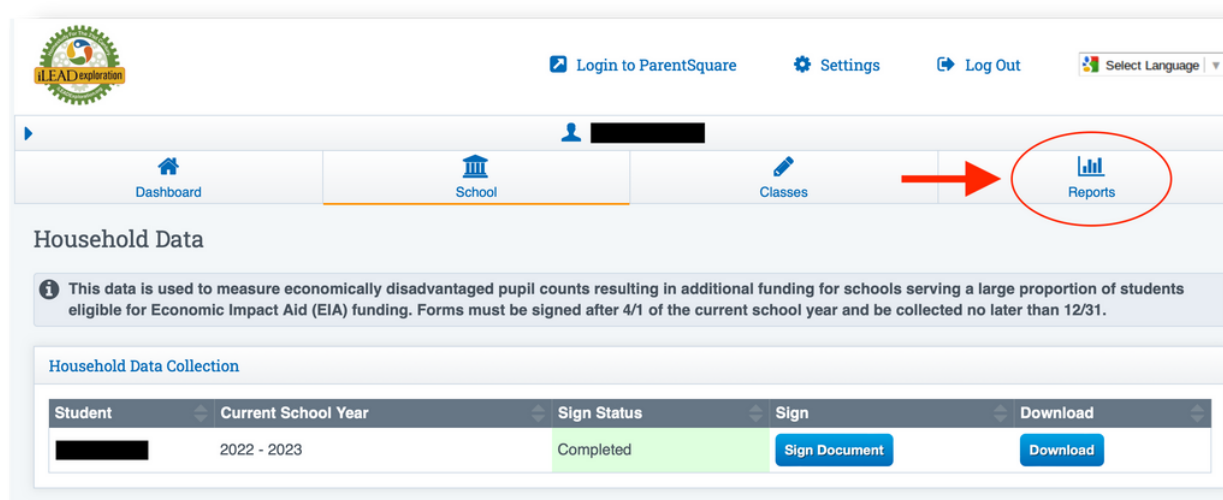 iLEAD exploration
Login to ParentSquare
Settings
Log Out
Select Language
Dashboard
School
Classes
Reports
Household Data
This data is used to measure economically disadvantaged pupil counts resulting in additional funding for schools serving a large proportion of students
eligible for Economic Impact Aid (EIA) funding. Forms must be signed after 4/1 of the current school year and be collected no later than 12/31.
Household Data Collection
Student Current School Year Sign Status Sign Download
2022 - 2023 Completed Sign Document Download